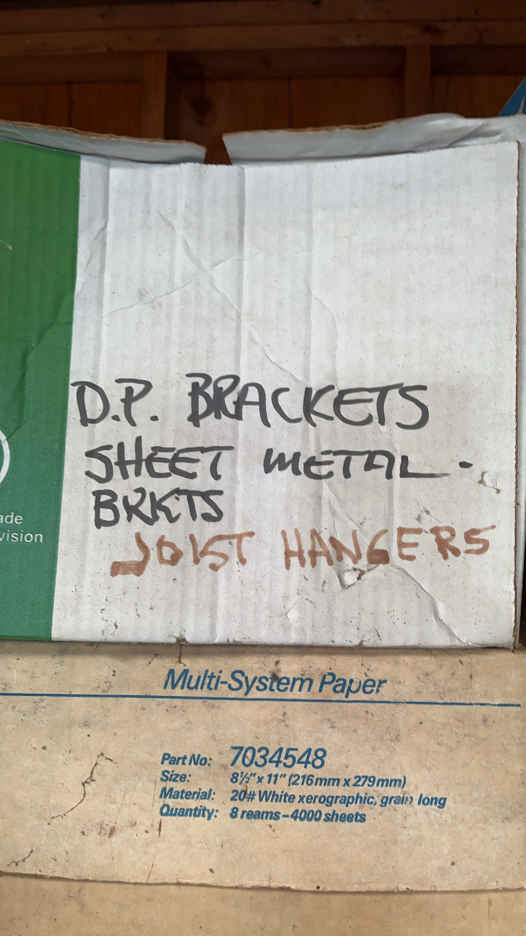 D.P. BRACKETS
SHEET METAL -
BRKTS
JOIST HANGERS
ade
vision
Multi-System Paper
Part No: 7034548
Size: 8½" x 11" (216mm x 279mm)
Material: 20# White xerographic, grain long
Quantity: 8 reams – 4000 sheets